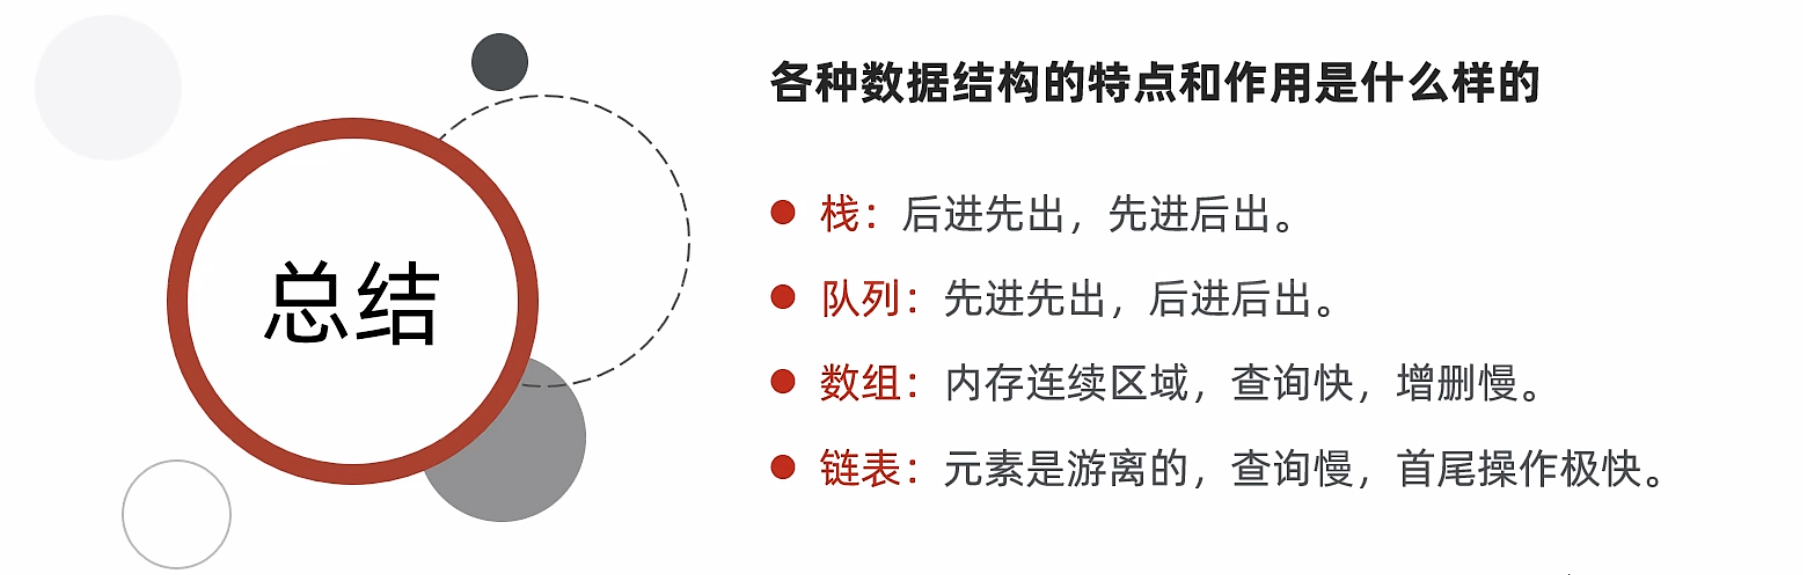 总结
各种数据结构的特点和作用是什么样的
栈：后进先出，先进后出。
队列：先进先出，后进后出。
数组：内存连续区域，查询快，增删慢。
链表：元素是游离的，查询慢，首尾操作极快。